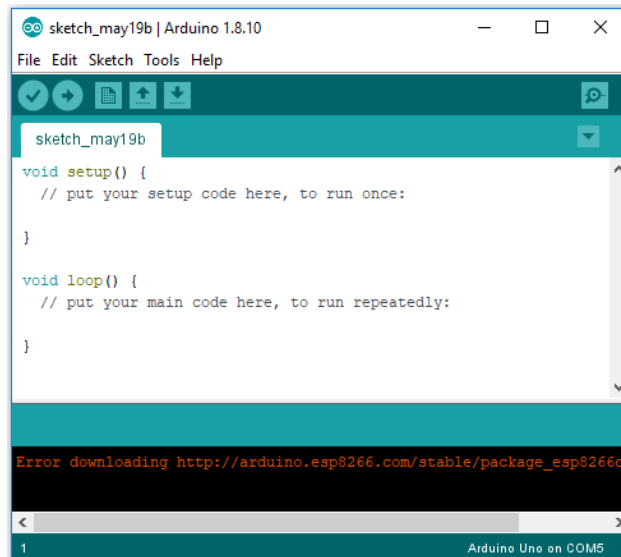 sketch_may19b | Arduino 1.8.10
File Edit Sketch Tools Help
sketch_may19b
void setup() {
  // put your setup code here, to run once:
}
void loop() {
  // put your main code here, to run repeatedly:
}
Error downloading http://arduino.esp8266.com/stable/package_esp8266c
1
Arduino Uno on COM5